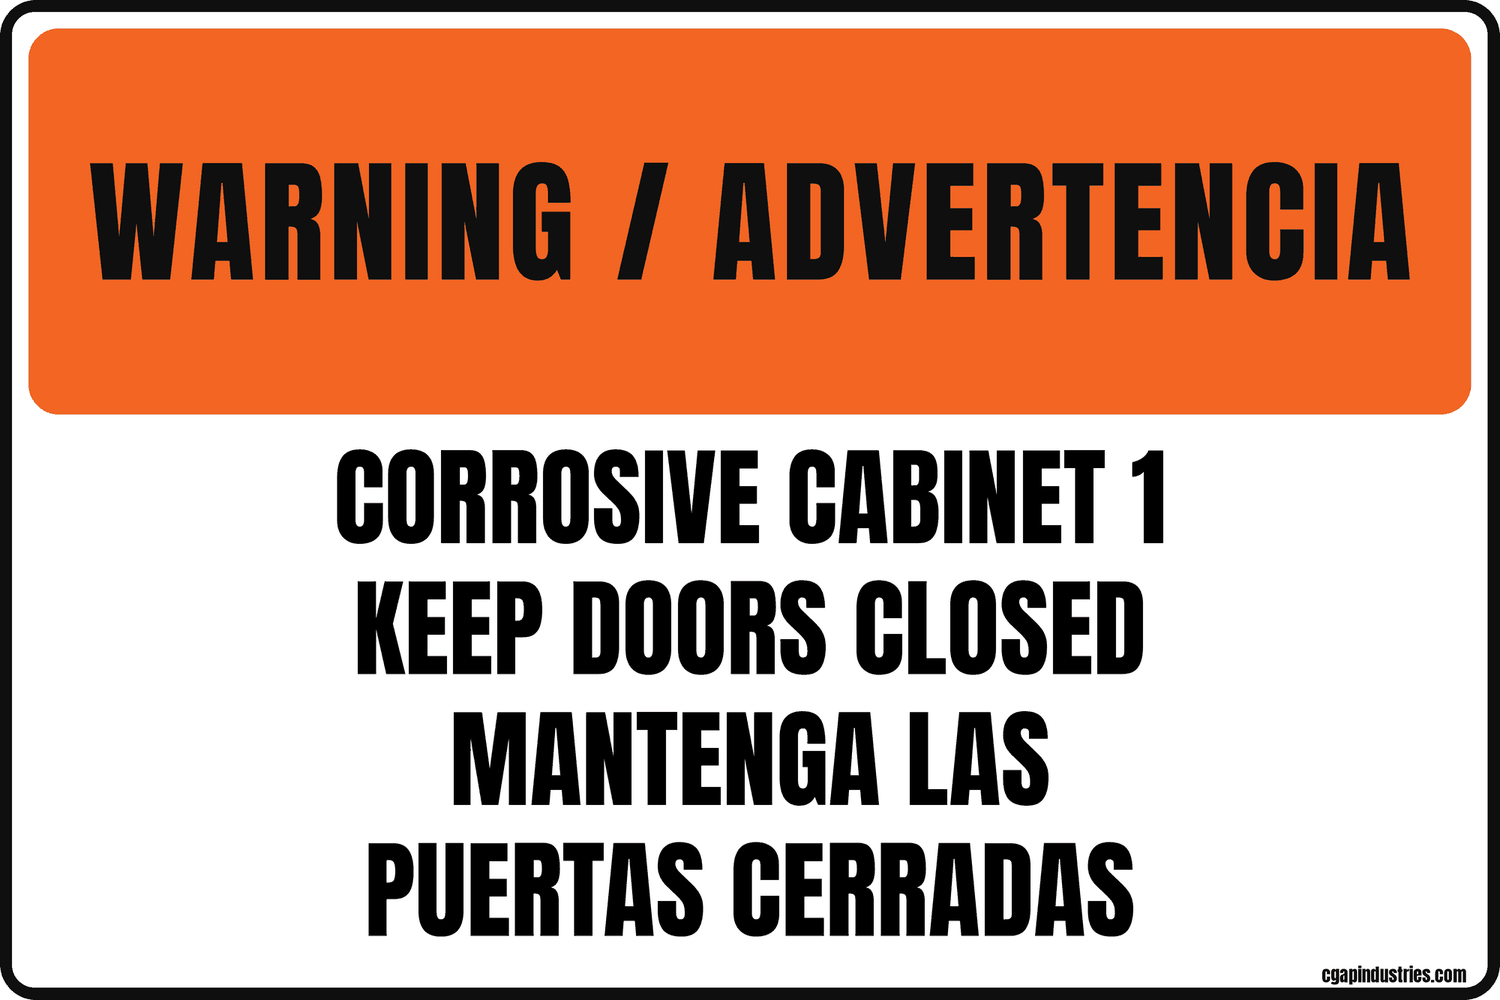 WARNING / ADVERTENCIA
CORROSIVE CABINET 1
KEEP DOORS CLOSED
MANTENGA LAS
PUERTAS CERRADAS
cgapindustries.com